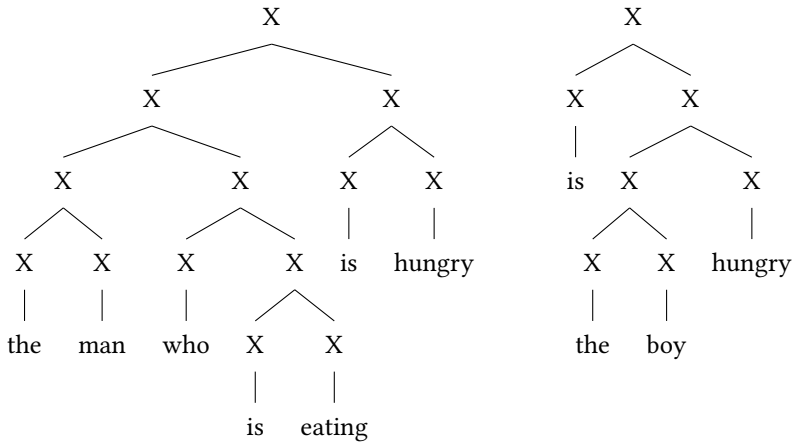 X X
X X X X
X X X X is X X
X X X X is hungry X X hungry
the man who X X the boy
is eating